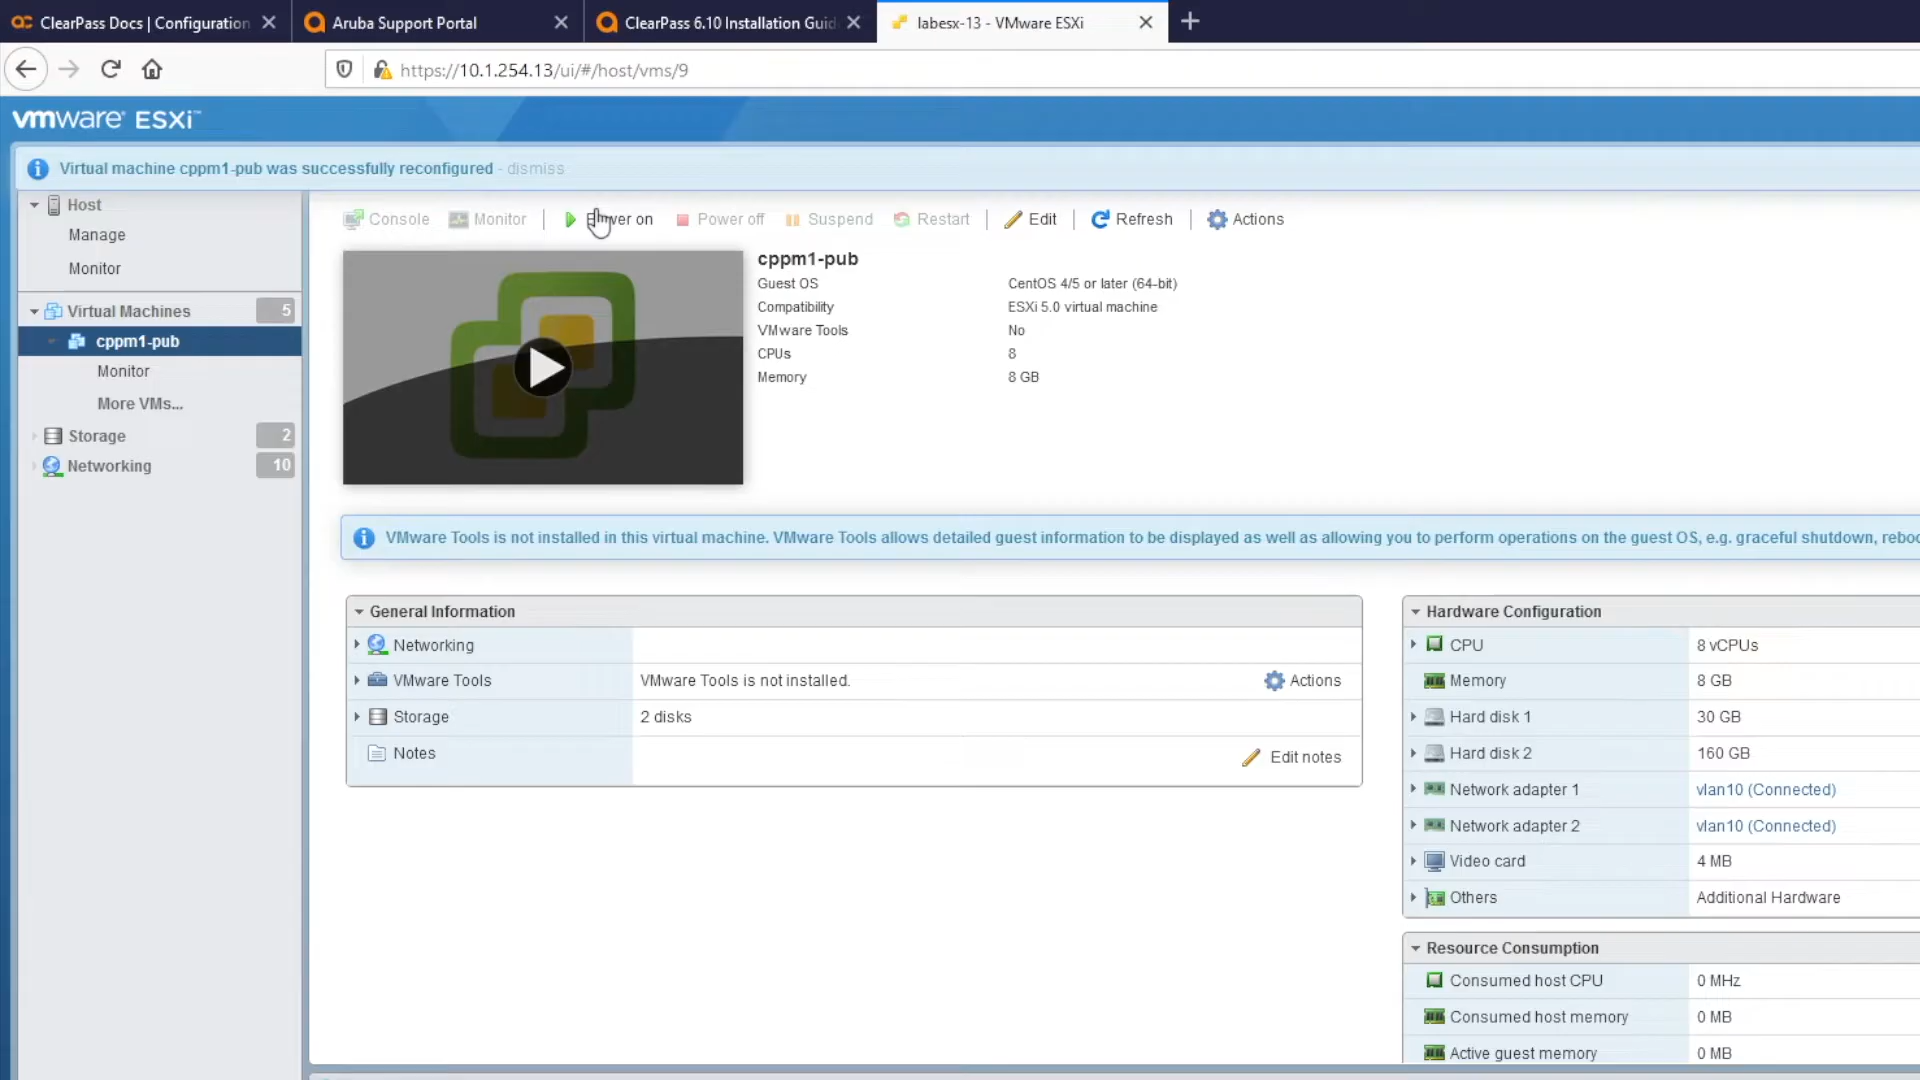 ClearPass Docs | Configuration
Aruba Support Portal
ClearPass 6.10 Installation Guid
labesx-13 - VMware ESXi
https://10.1.254.13/ui/#/host/vms/9
vmware ESXi™
Virtual machine cppm1-pub was successfully reconfigured - dismiss
Host
Manage
Monitor
Virtual Machines 5
cppm1-pub
Monitor
More VMs...
Storage 2
Networking 10
Console Monitor Power on Power off Suspend Restart Edit Refresh Actions
cppm1-pub
Guest OS CentOS 4/5 or later (64-bit)
Compatibility ESXi 5.0 virtual machine
VMware Tools No
CPUs 8
Memory 8 GB
VMware Tools is not installed in this virtual machine. VMware Tools allows detailed guest information to be displayed as well as allowing you to perform operations on the guest OS, e.g. graceful shutdown, reboo
General Information
Networking
VMware Tools VMware Tools is not installed. Actions
Storage 2 disks
Notes Edit notes
Hardware Configuration
CPU 8 vCPUs
Memory 8 GB
Hard disk 1 30 GB
Hard disk 2 160 GB
Network adapter 1 vlan10 (Connected)
Network adapter 2 vlan10 (Connected)
Video card 4 MB
Others Additional Hardware
Resource Consumption
Consumed host CPU 0 MHz
Consumed host memory 0 MB
Active guest memory 0 MB